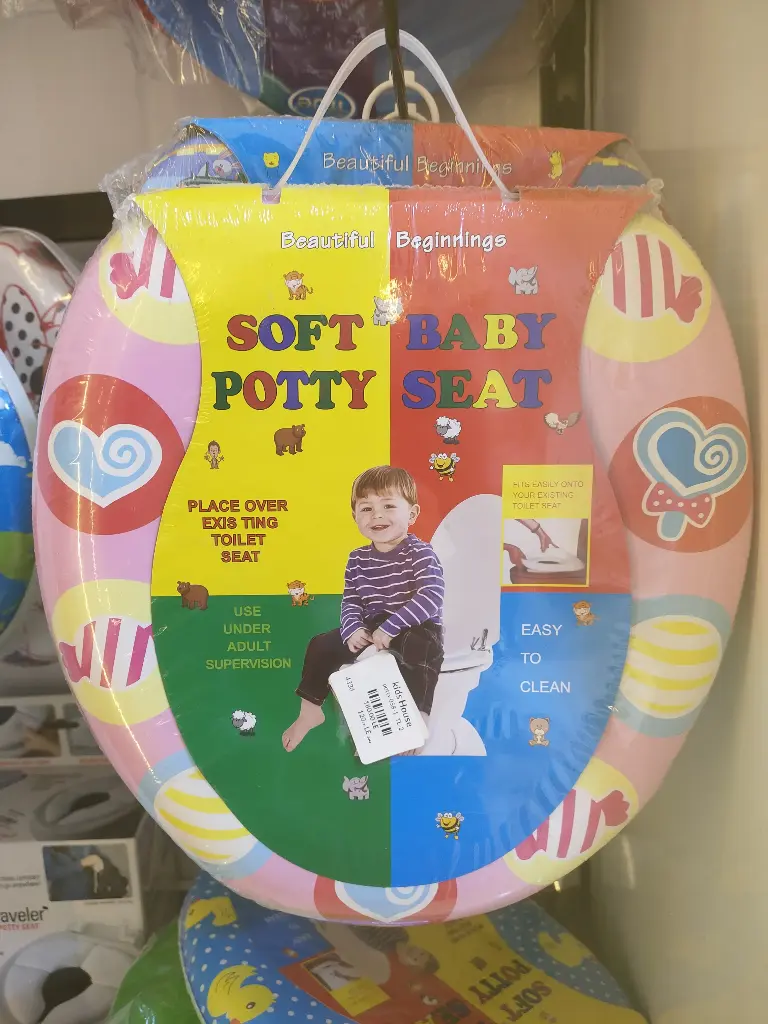 Beautiful Beginnings
Beautiful Beginnings
SOFT BABY
POTTY SEAT
PLACE OVER
EXIS TING
TOILET
SEAT
FITS EASILY ONTO
YOUR EXISTING
TOILET SEAT
USE
UNDER
ADULT
SUPERVISION
EASY
TO
CLEAN
kids House
4138
aveler
POTTY SEAT
SOFT
POTTY